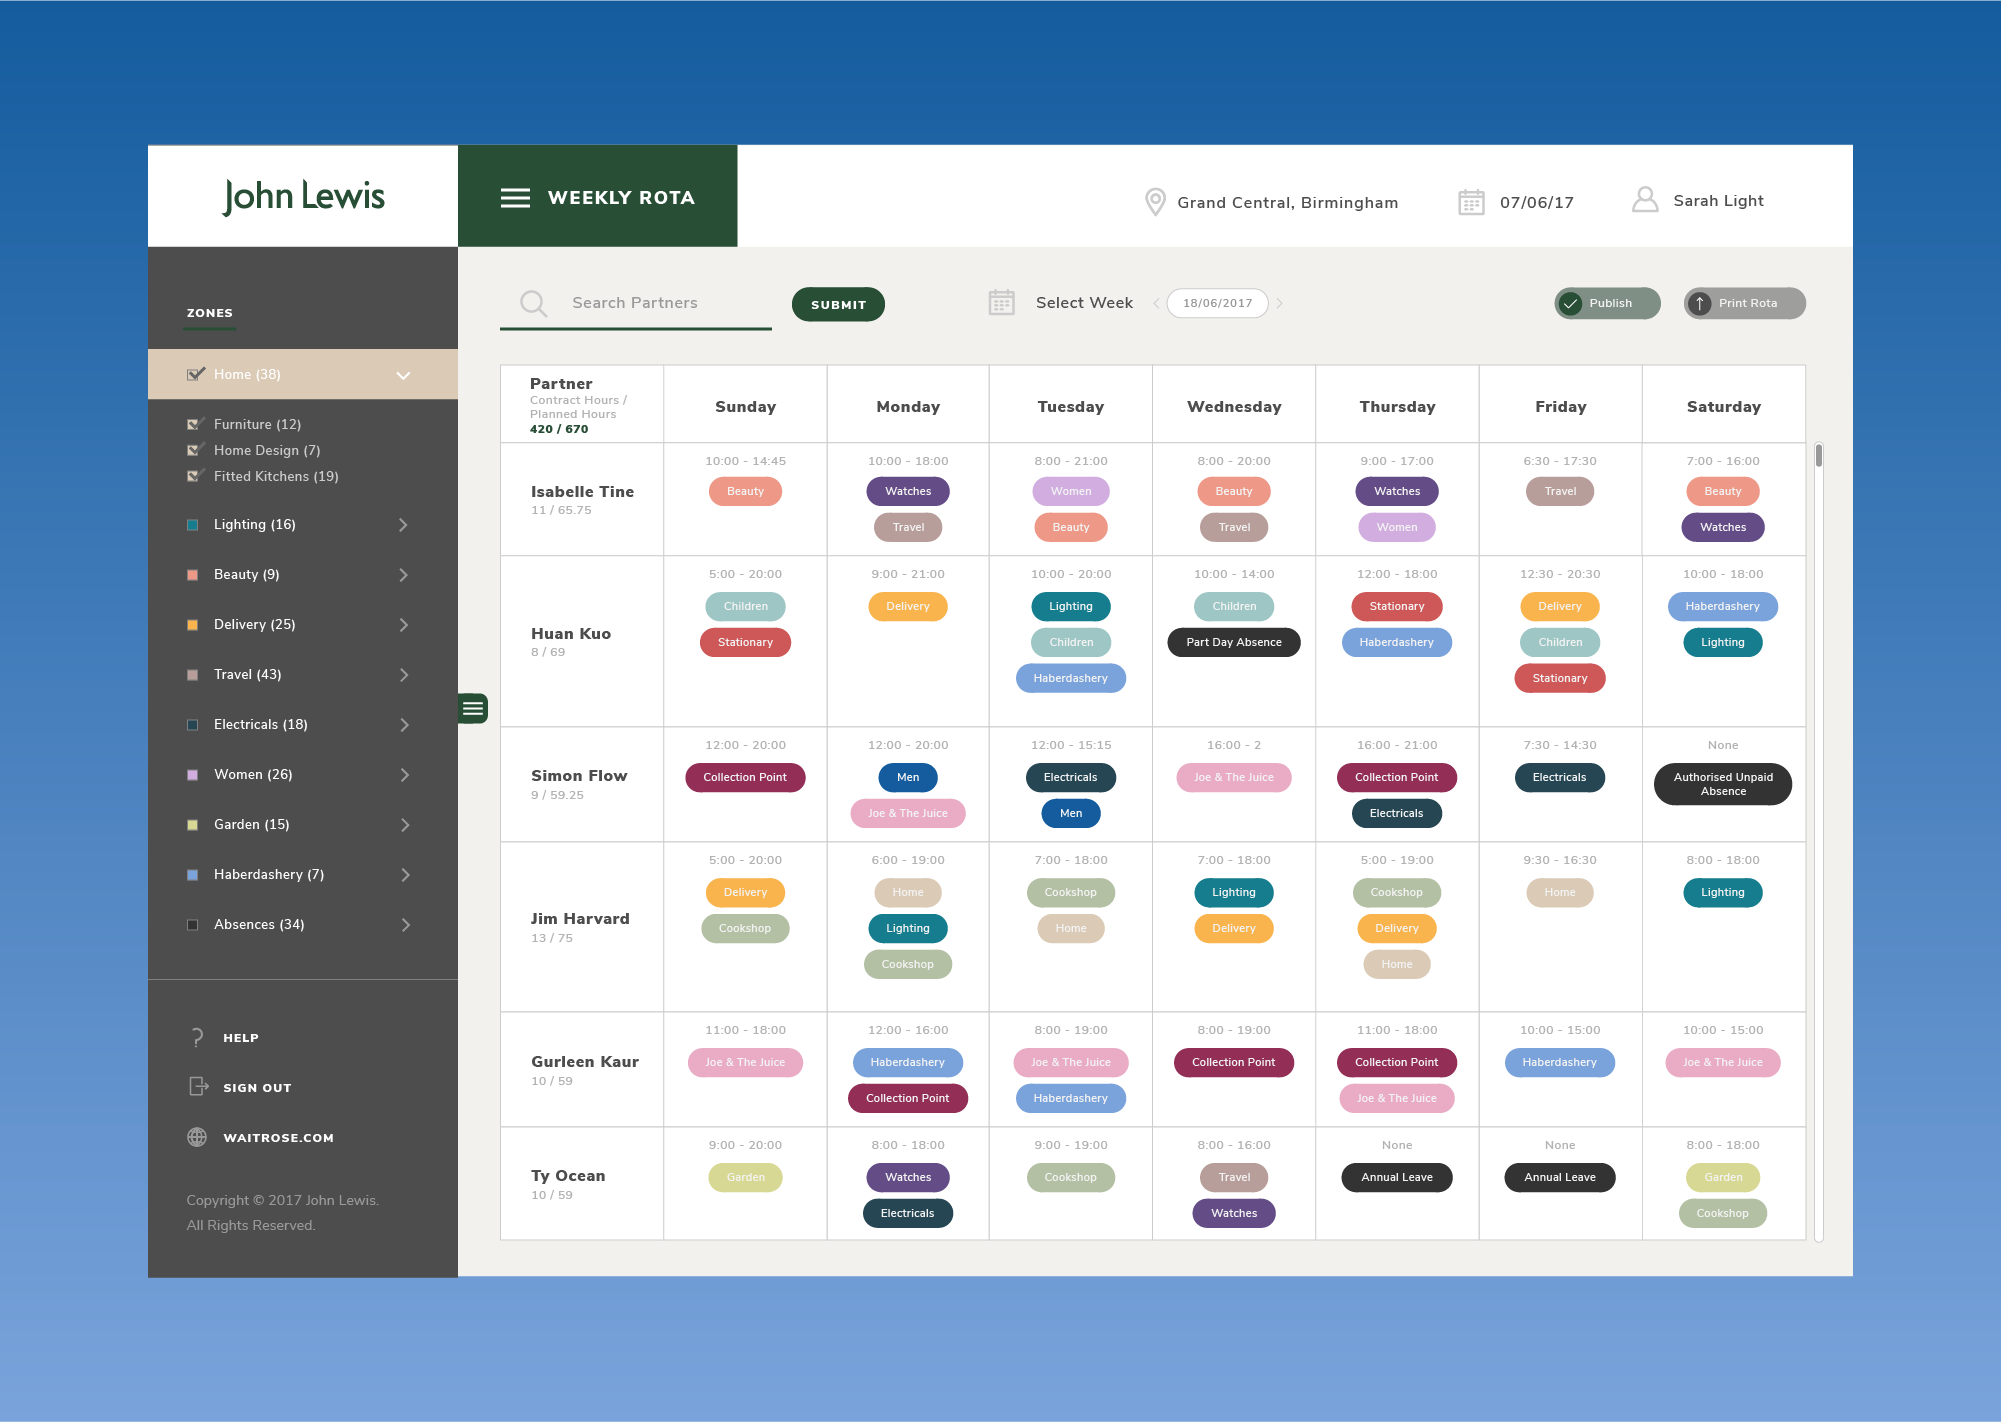 John Lewis
WEEKLY ROTA
Grand Central, Birmingham
07/06/17
Sarah Light
ZONES
Home (38)
Furniture (12)
Home Design (7)
Fitted Kitchens (19)
Lighting (16)
Beauty (9)
Delivery (25)
Travel (43)
Electricals (18)
Women (26)
Garden (15)
Haberdashery (7)
Absences (34)
HELP
SIGN OUT
WAITROSE.COM
Copyright © 2017 John Lewis.
All Rights Reserved.
Search Partners
SUBMIT
Select Week
18/06/2017
Publish
Print Rota
Partner
Contract Hours /
Planned Hours
420 / 670
Sunday
Monday
Tuesday
Wednesday
Thursday
Friday
Saturday
Isabelle Tine
11 / 65.75
10:00 - 14:45
Beauty
10:00 - 18:00
Watches
Travel
8:00 - 21:00
Women
Beauty
8:00 - 20:00
Beauty
Travel
9:00 - 17:00
Watches
Women
6:30 - 17:30
Travel
7:00 - 16:00
Beauty
Watches
Huan Kuo
8 / 69
5:00 - 20:00
Children
Stationary
9:00 - 21:00
Delivery
10:00 - 20:00
Lighting
Children
Haberdashery
10:00 - 14:00
Children
Part Day Absence
12:00 - 18:00
Stationary
Haberdashery
12:30 - 20:30
Delivery
Children
Stationary
10:00 - 18:00
Haberdashery
Lighting
Simon Flow
9 / 59.25
12:00 - 20:00
Collection Point
12:00 - 20:00
Men
Joe & The Juice
12:00 - 15:15
Electricals
Men
16:00 - 2
Joe & The Juice
16:00 - 21:00
Collection Point
Electricals
7:30 - 14:30
Electricals
None
Authorised Unpaid
Absence
Jim Harvard
13 / 75
5:00 - 20:00
Delivery
Cookshop
6:00 - 19:00
Home
Lighting
Cookshop
7:00 - 18:00
Cookshop
Home
7:00 - 18:00
Lighting
Delivery
5:00 - 19:00
Cookshop
Delivery
Home
9:30 - 16:30
Home
8:00 - 18:00
Lighting
Gurleen Kaur
10 / 59
11:00 - 18:00
Joe & The Juice
12:00 - 16:00
Haberdashery
Collection Point
8:00 - 19:00
Joe & The Juice
Haberdashery
8:00 - 19:00
Collection Point
11:00 - 18:00
Collection Point
Joe & The Juice
10:00 - 15:00
Haberdashery
10:00 - 15:00
Joe & The Juice
Ty Ocean
10 / 59
9:00 - 20:00
Garden
8:00 - 18:00
Watches
Electricals
9:00 - 19:00
Cookshop
8:00 - 16:00
Travel
Watches
None
Annual Leave
None
Annual Leave
8:00 - 18:00
Garden
Cookshop